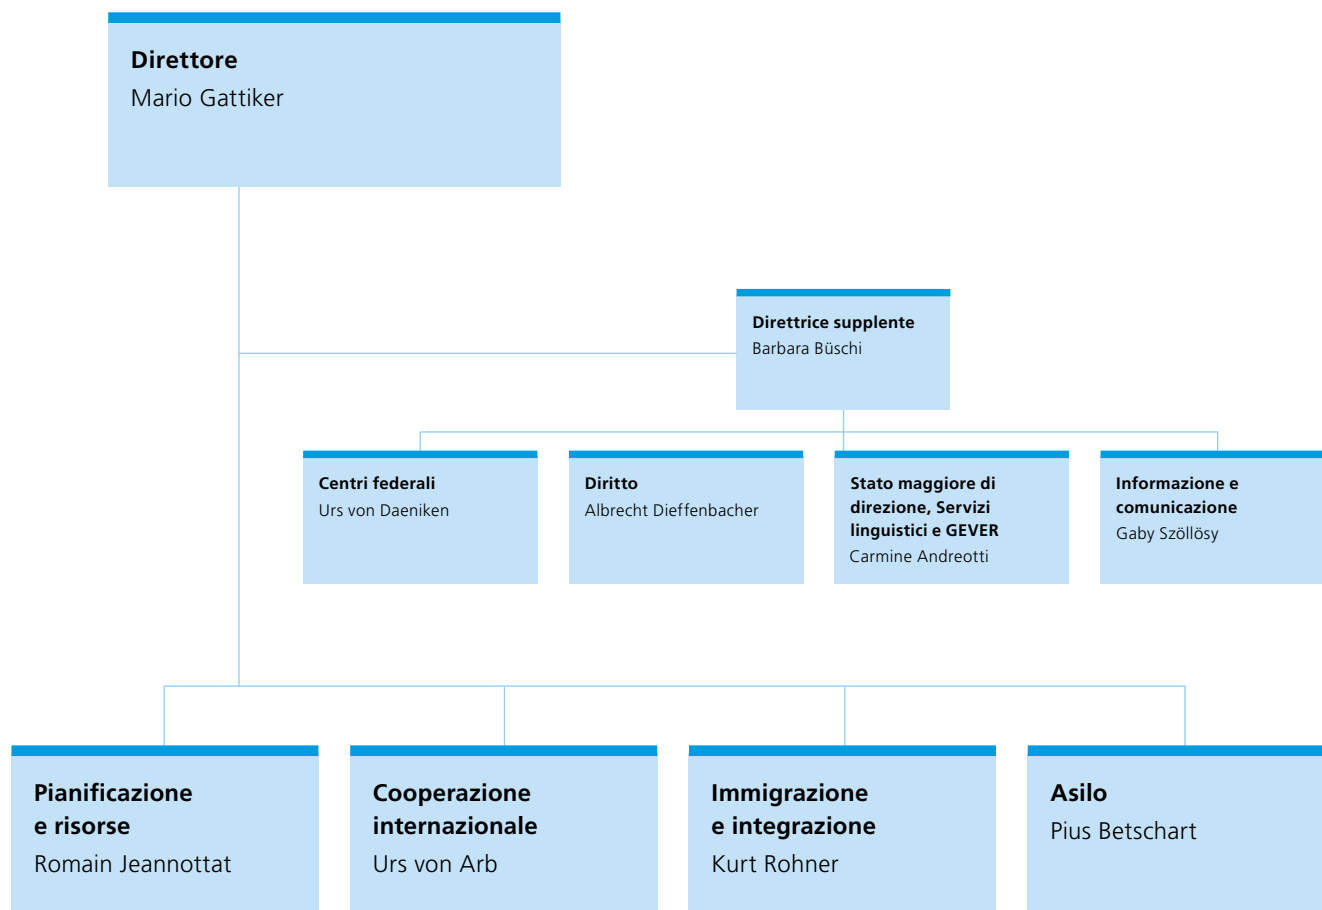 Direttore
Mario Gattiker
Direttrice supplente
Barbara Büschi
Centri federali
Urs von Daeniken
Diritto
Albrecht Dieffenbacher
Stato maggiore di
direzione, Servizi
linguistici e GEVER
Carmine Andreotti
Informazione e
comunicazione
Gaby Szöllösy
Pianificazione
e risorse
Romain Jeannottat
Cooperazione
internazionale
Urs von Arb
Immigrazione
e integrazione
Kurt Rohner
Asilo
Pius Betschart